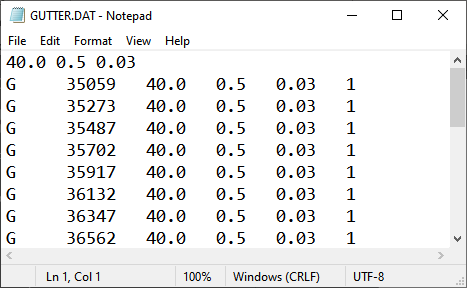 GUTTER.DAT - Notepad
File Edit Format View Help
40.0 0.5 0.03
G 35059 40.0 0.5 0.03 1
G 35273 40.0 0.5 0.03 1
G 35487 40.0 0.5 0.03 1
G 35702 40.0 0.5 0.03 1
G 35917 40.0 0.5 0.03 1
G 36132 40.0 0.5 0.03 1
G 36347 40.0 0.5 0.03 1
G 36562 40.0 0.5 0.03 1
Ln 1, Col 1 100% Windows (CRLF) UTF-8